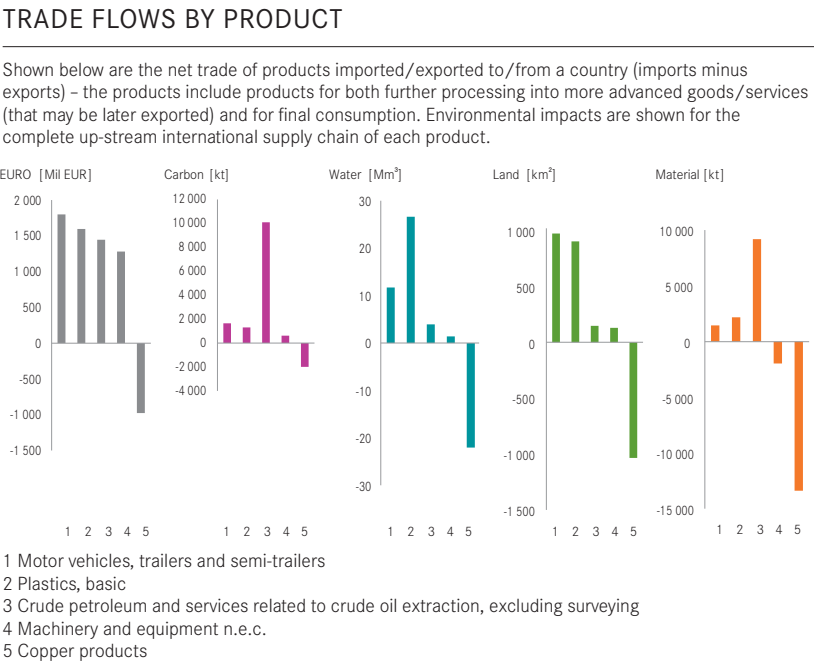 TRADE FLOWS BY PRODUCT
Shown below are the net trade of products imported/exported to/from a country (imports minus
exports) – the products include products for both further processing into more advanced goods/services
(that may be later exported) and for final consumption. Environmental impacts are shown for the
complete up-stream international supply chain of each product.
EURO [Mil EUR]
2 000
1 500
1 000
500
0
-500
-1 000
-1 500
1 2 3 4 5
Carbon [kt]
12 000
10 000
8 000
6 000
4 000
2 000
0
-2 000
-4 000
1 2 3 4 5
Water [Mm³]
30
20
10
0
-10
-20
-30
1 2 3 4 5
Land [km²]
1 000
500
0
-500
-1 000
-1 500
1 2 3 4 5
Material [kt]
10 000
5 000
0
-5 000
-10 000
-15 000
1 2 3 4 5
1 Motor vehicles, trailers and semi-trailers
2 Plastics, basic
3 Crude petroleum and services related to crude oil extraction, excluding surveying
4 Machinery and equipment n.e.c.
5 Copper products